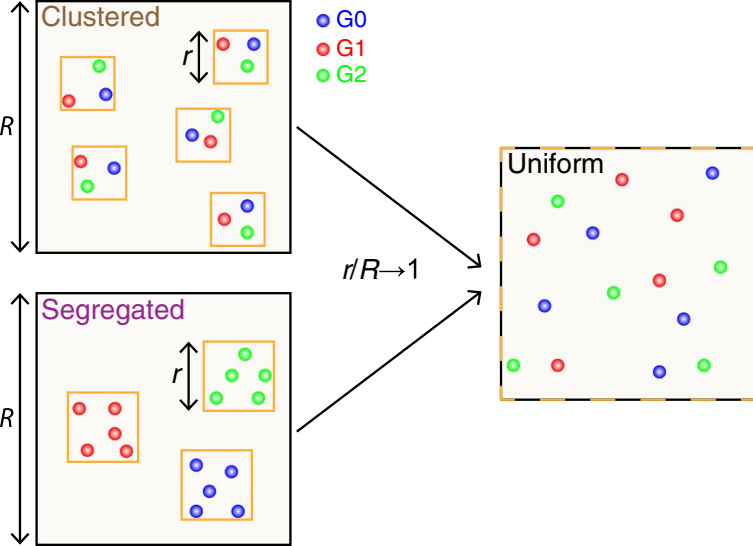 Clustered
r
R
G0
G1
G2
Uniform
r/R→1
Segregated
r
R